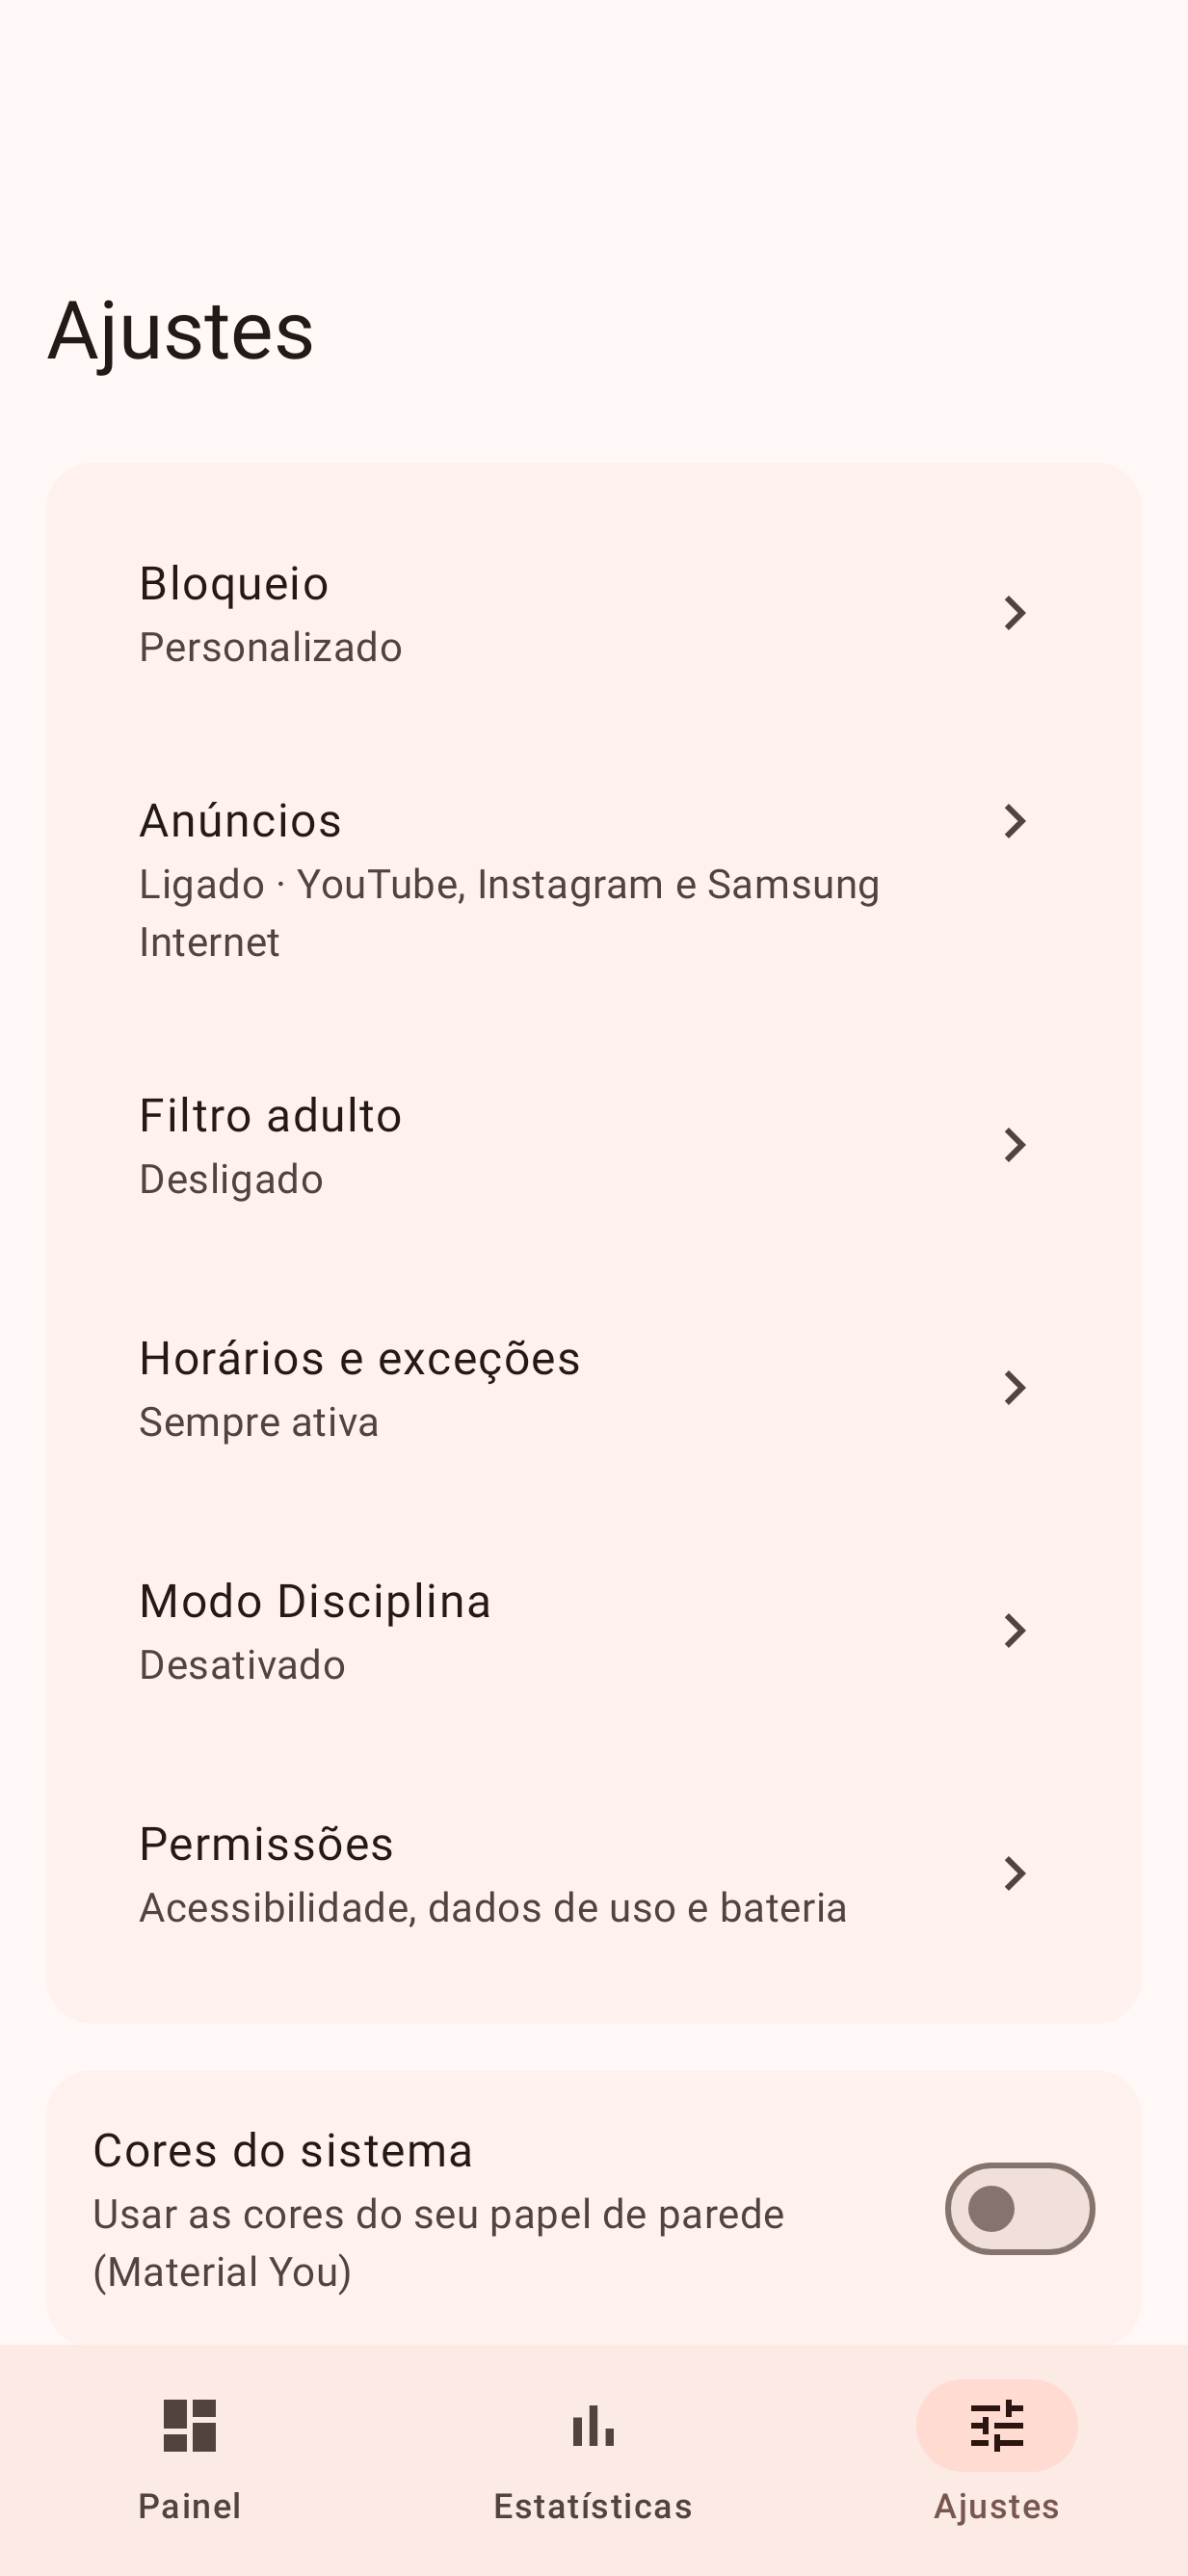 Ajustes
Bloqueio
Personalizado
Anúncios
Ligado · YouTube, Instagram e Samsung
Internet
Filtro adulto
Desligado
Horários e exceções
Sempre ativa
Modo Disciplina
Desativado
Permissões
Acessibilidade, dados de uso e bateria
Cores do sistema
Usar as cores do seu papel de parede
(Material You)
Painel
Estatísticas
Ajustes